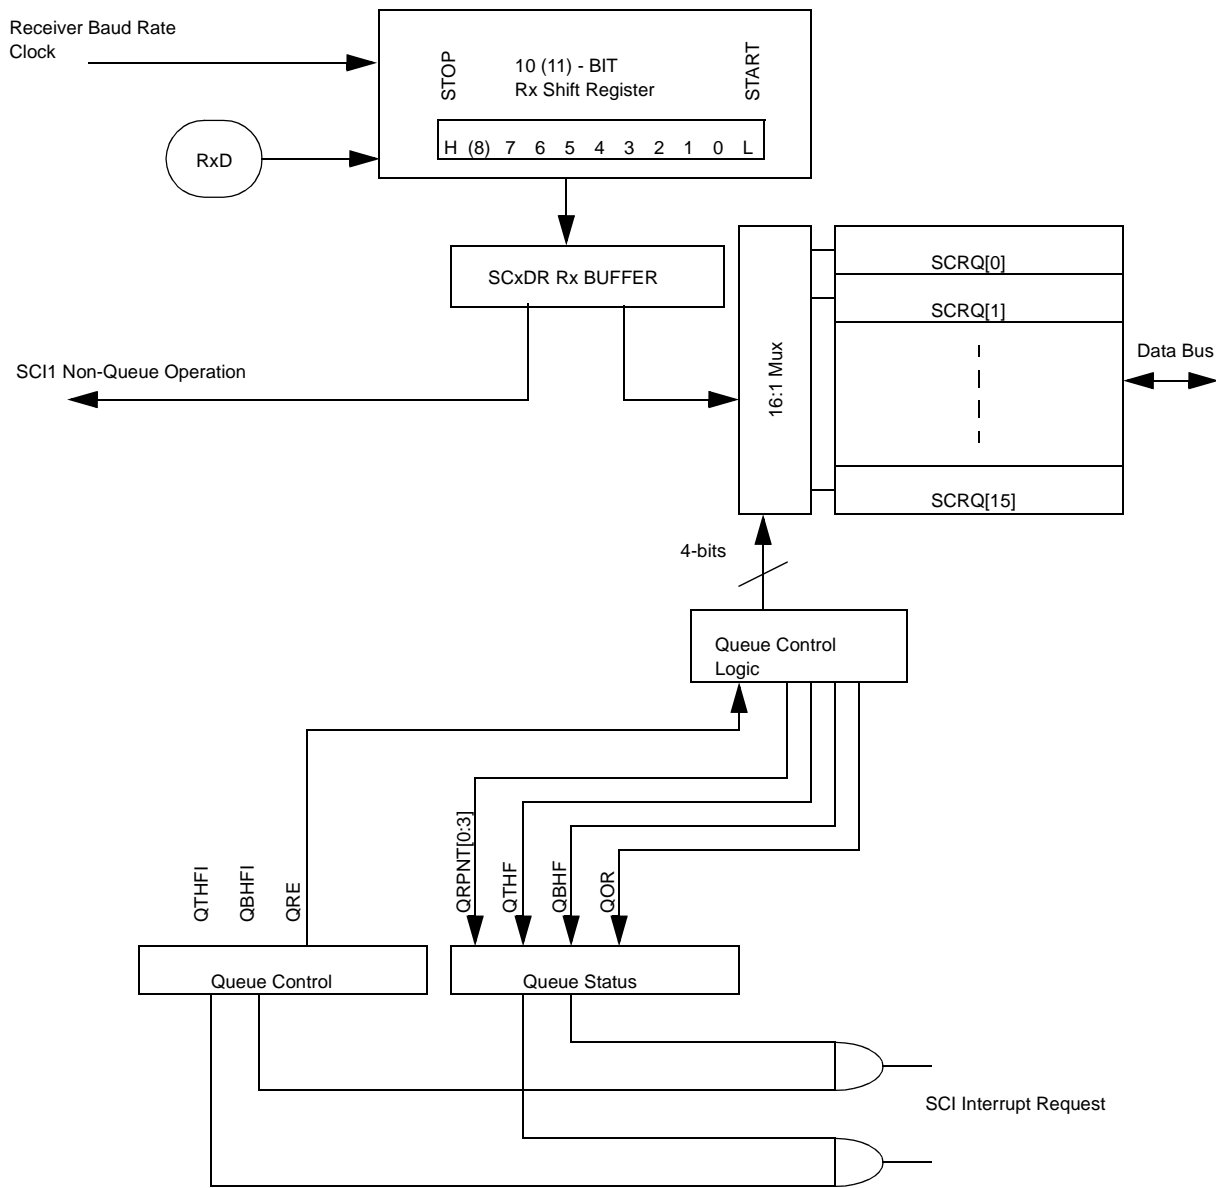 Receiver Baud Rate
Clock
STOP
10 (11) - BIT
Rx Shift Register
START
H (8) 7 6 5 4 3 2 1 0 L
RxD
SCxDR Rx BUFFER
SCI1 Non-Queue Operation
16:1 Mux
SCRQ[0]
SCRQ[1]
SCRQ[15]
Data Bus
4-bits
Queue Control
Logic
QTHFI
QBHFI
QRE
QRPNT[0:3]
QTHF
QBHF
QOR
Queue Control
Queue Status
SCI Interrupt Request